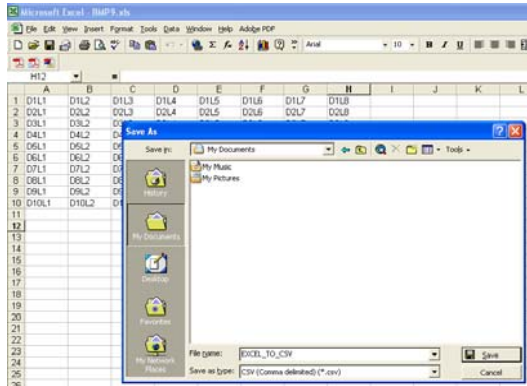 Microsoft Excel - BMP9.xls
File Edit View Insert Format Tools Data Window Help Adobe PDF
Arial 10 B I U
H12 =
A B C D E F G H I J K L
1 D1L1 D1L2 D1L3 D1L4 D1L5 D1L6 D1L7 D1L8
2 D2L1 D2L2 D2L3 D2L4 D2L5 D2L6 D2L7 D2L8
3 D3L1 D3L2
4 D4L1 D4L2
5 D5L1 D5L2
6 D6L1 D6L2
7 D7L1 D7L2
8 D8L1 D8L2
9 D9L1 D9L2
10 D10L1 D10L2
11
12
13
14
15
16
17
18
19
20
21
22
23
24
25
Save As
Save in: My Documents Tools
My Music
My Pictures
History
My Documents
Desktop
Favorites
My Network Places
File name: EXCEL_TO_CSV Save
Save as type: CSV (Comma delimited) (*.csv) Cancel